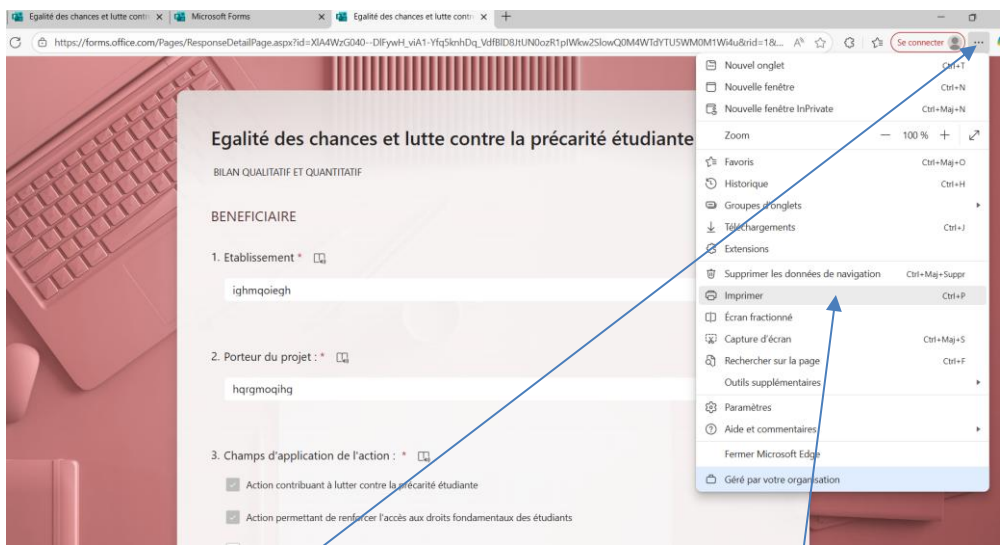 Egalité des chances et lutte contr
Microsoft Forms
Egalité des chances et lutte contr
https://forms.office.com/Pages/ResponseDetailPage.aspx?id=
Se connecter
Nouvel onglet Ctrl+T
Nouvelle fenêtre Ctrl+N
Nouvelle fenêtre InPrivate Ctrl+Maj+N
Zoom — 100 % +
Favoris Ctrl+Maj+O
Historique Ctrl+H
Groupes d'onglets
Téléchargements Ctrl+J
Extensions
Supprimer les données de navigation Ctrl+Maj+Suppr
Imprimer Ctrl+P
Écran fractionné
Capture d'écran Ctrl+Maj+S
Rechercher sur la page Ctrl+F
Outils supplémentaires
Paramètres
Aide et commentaires
Fermer Microsoft Edge
Géré par votre organisation
Egalité des chances et lutte contre la précarité étudiante
BILAN QUALITATIF ET QUANTITATIF
BENEFICIAIRE
1. Etablissement *
ighmqoiegh
2. Porteur du projet : *
hqrgmoqihg
3. Champs d'application de l'action : *
Action contribuant à lutter contre la précarité étudiante
Action permettant de renforcer l'accès aux droits fondamentaux des étudiants